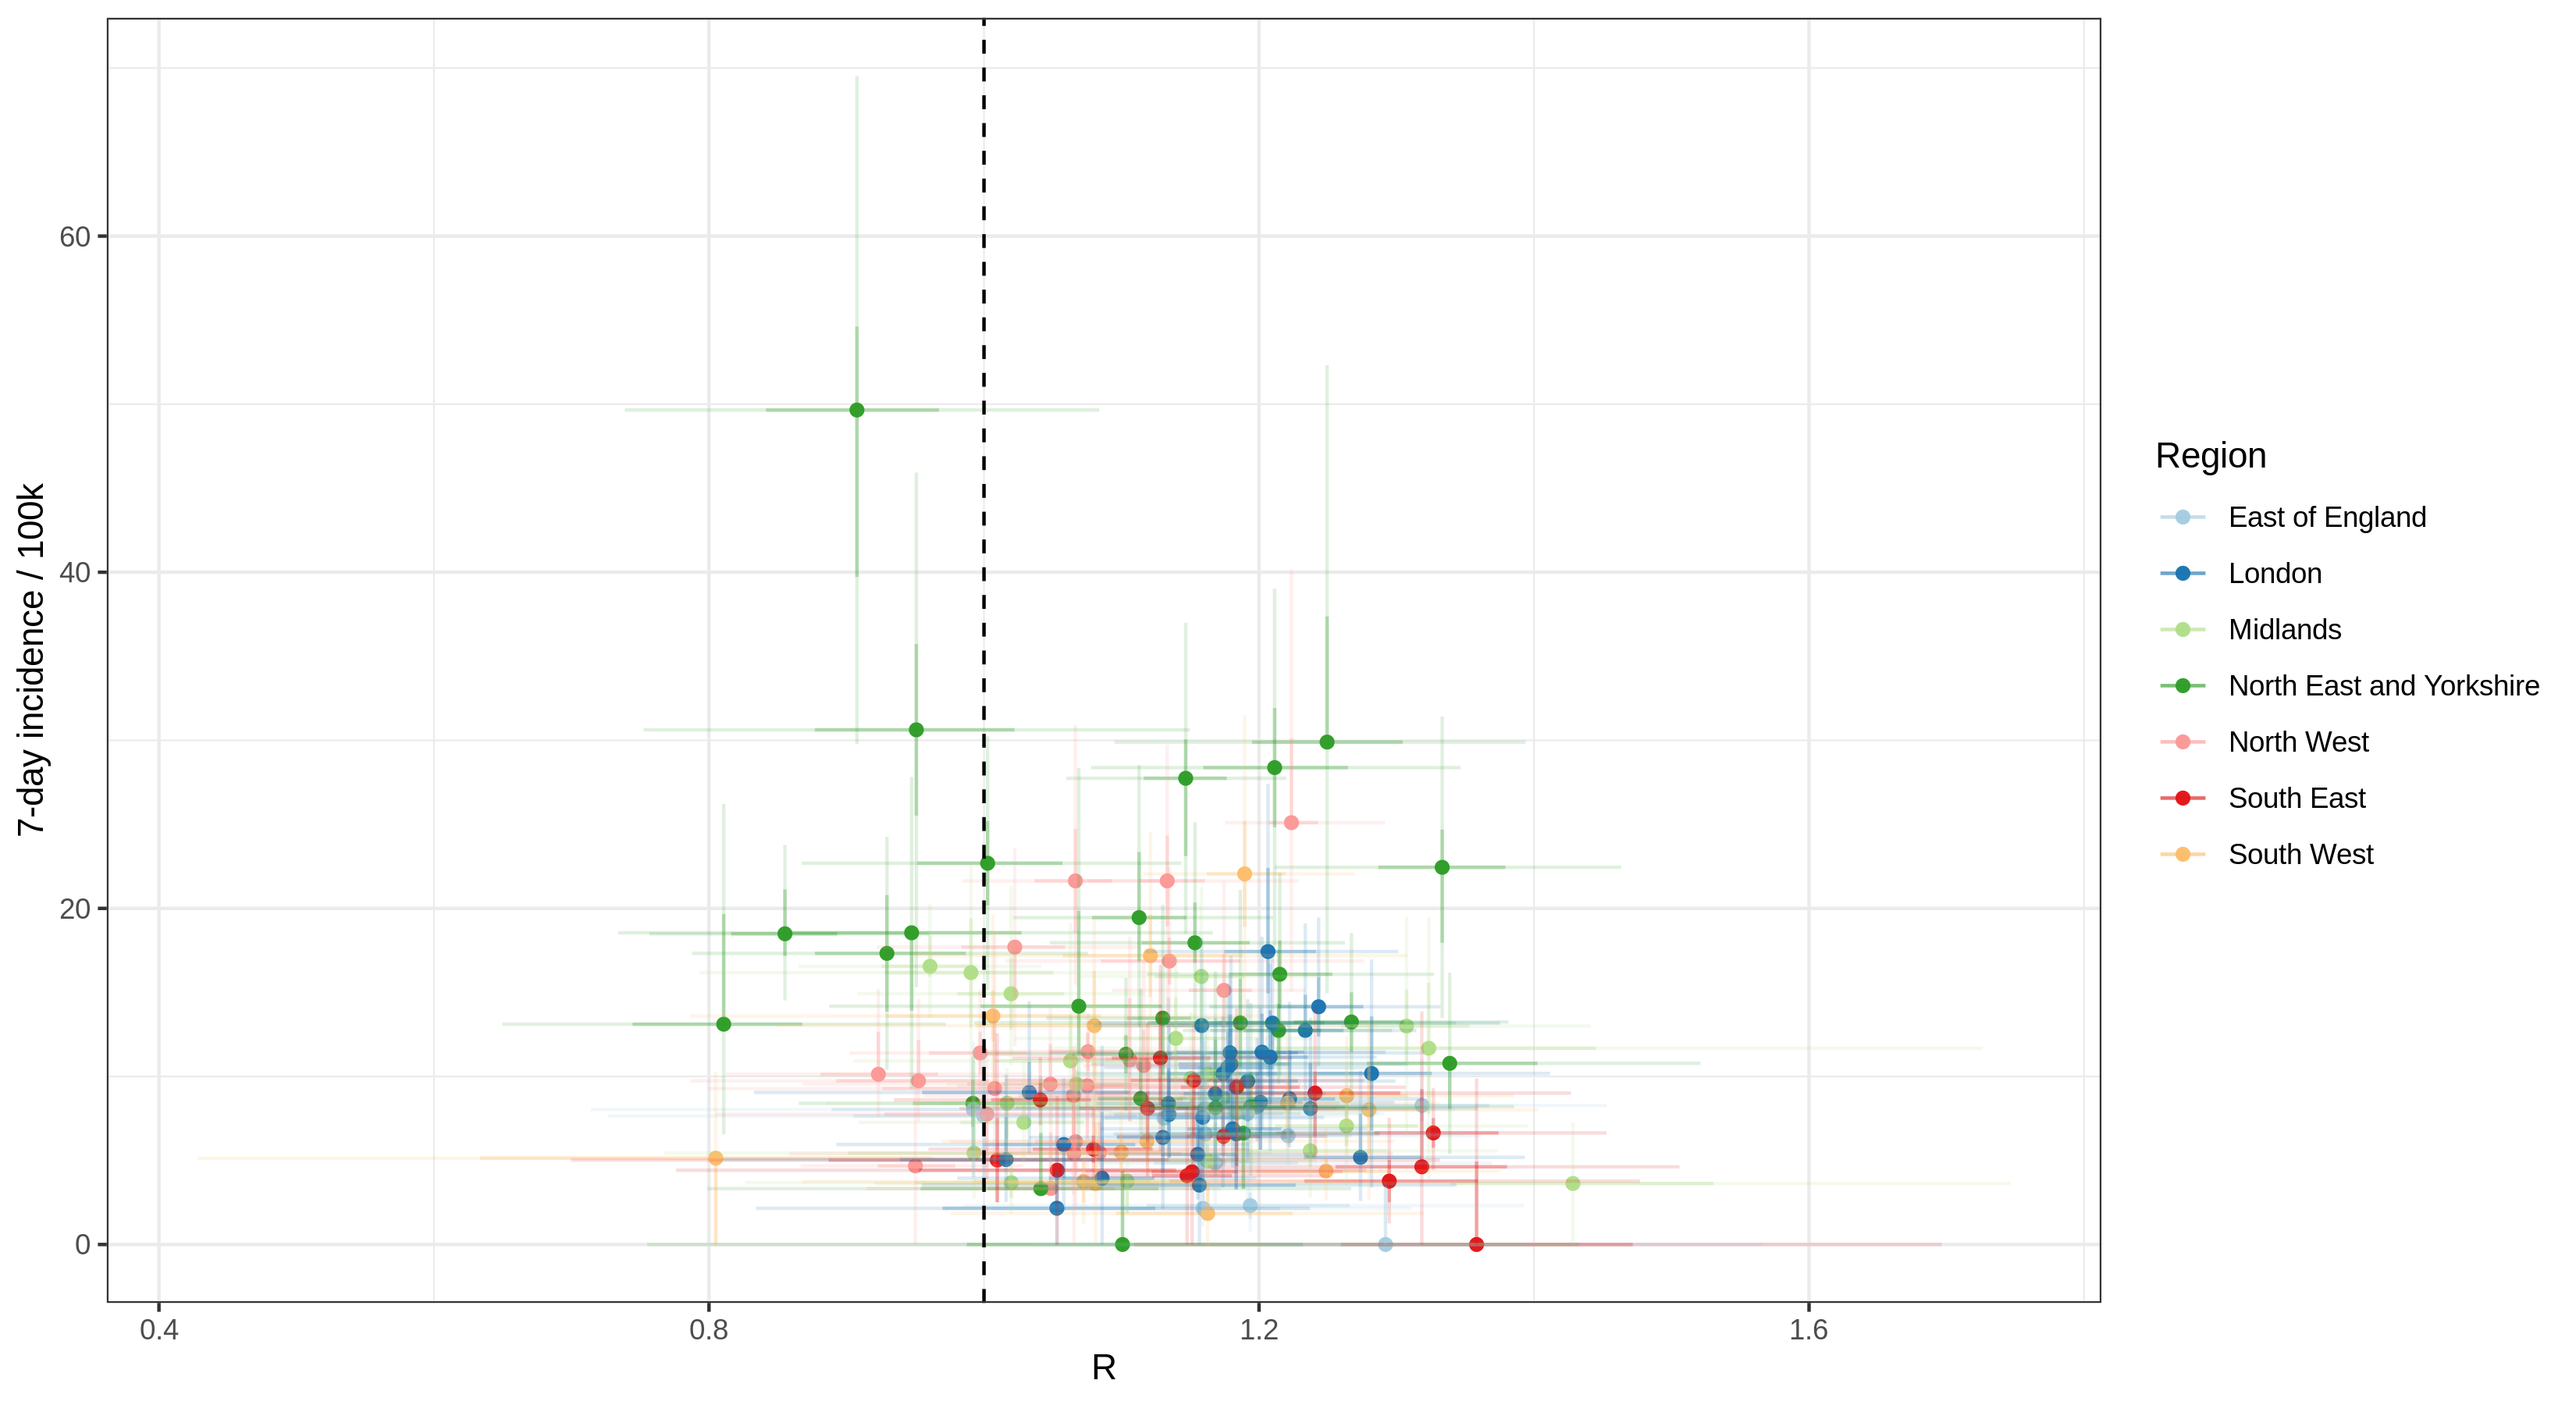 7-day incidence / 100k
60
40
20
0
0.4
0.8
1.2
1.6
R
Region
East of England
London
Midlands
North East and Yorkshire
North West
South East
South West